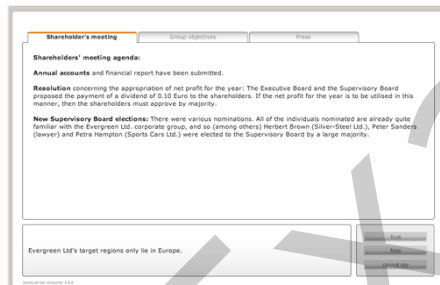 Shareholder's meeting
Group objectives
Press
Shareholders' meeting agenda:
Annual accounts and financial report have been submitted.
Resolution concerning the appropriation of net profit for the year: The Executive Board and the Supervisory Board
proposed the payment of a dividend of 0.10 Euro to the shareholders. If the net profit for the year is to be utilised in this
manner, then the shareholders must approve by majority.
New Supervisory Board elections: There were various nominations. All of the individuals nominated are already quite
familiar with the Evergreen Ltd. corporate group, and so (among others) Herbert Brown (Silver-Steel Ltd.), Peter Sanders
(lawyer) and Petra Hampton (Sports Cars Ltd.) were elected to the Supervisory Board by a large majority.
Evergreen Ltd's target regions only lie in Europe.
true
false
cannot say